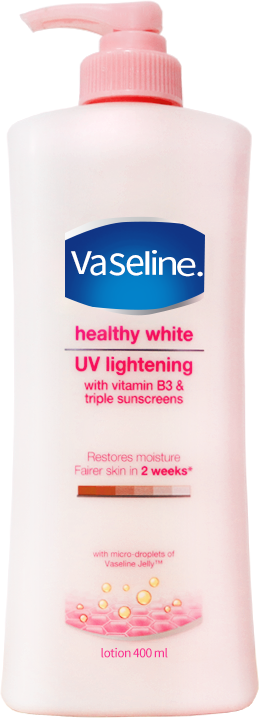 Vaseline.
healthy white
UV lightening
with vitamin B3 &
triple sunscreens
Restores moisture
Fairer skin in 2 weeks*
with micro-droplets of
Vaseline Jelly™
lotion 400 ml